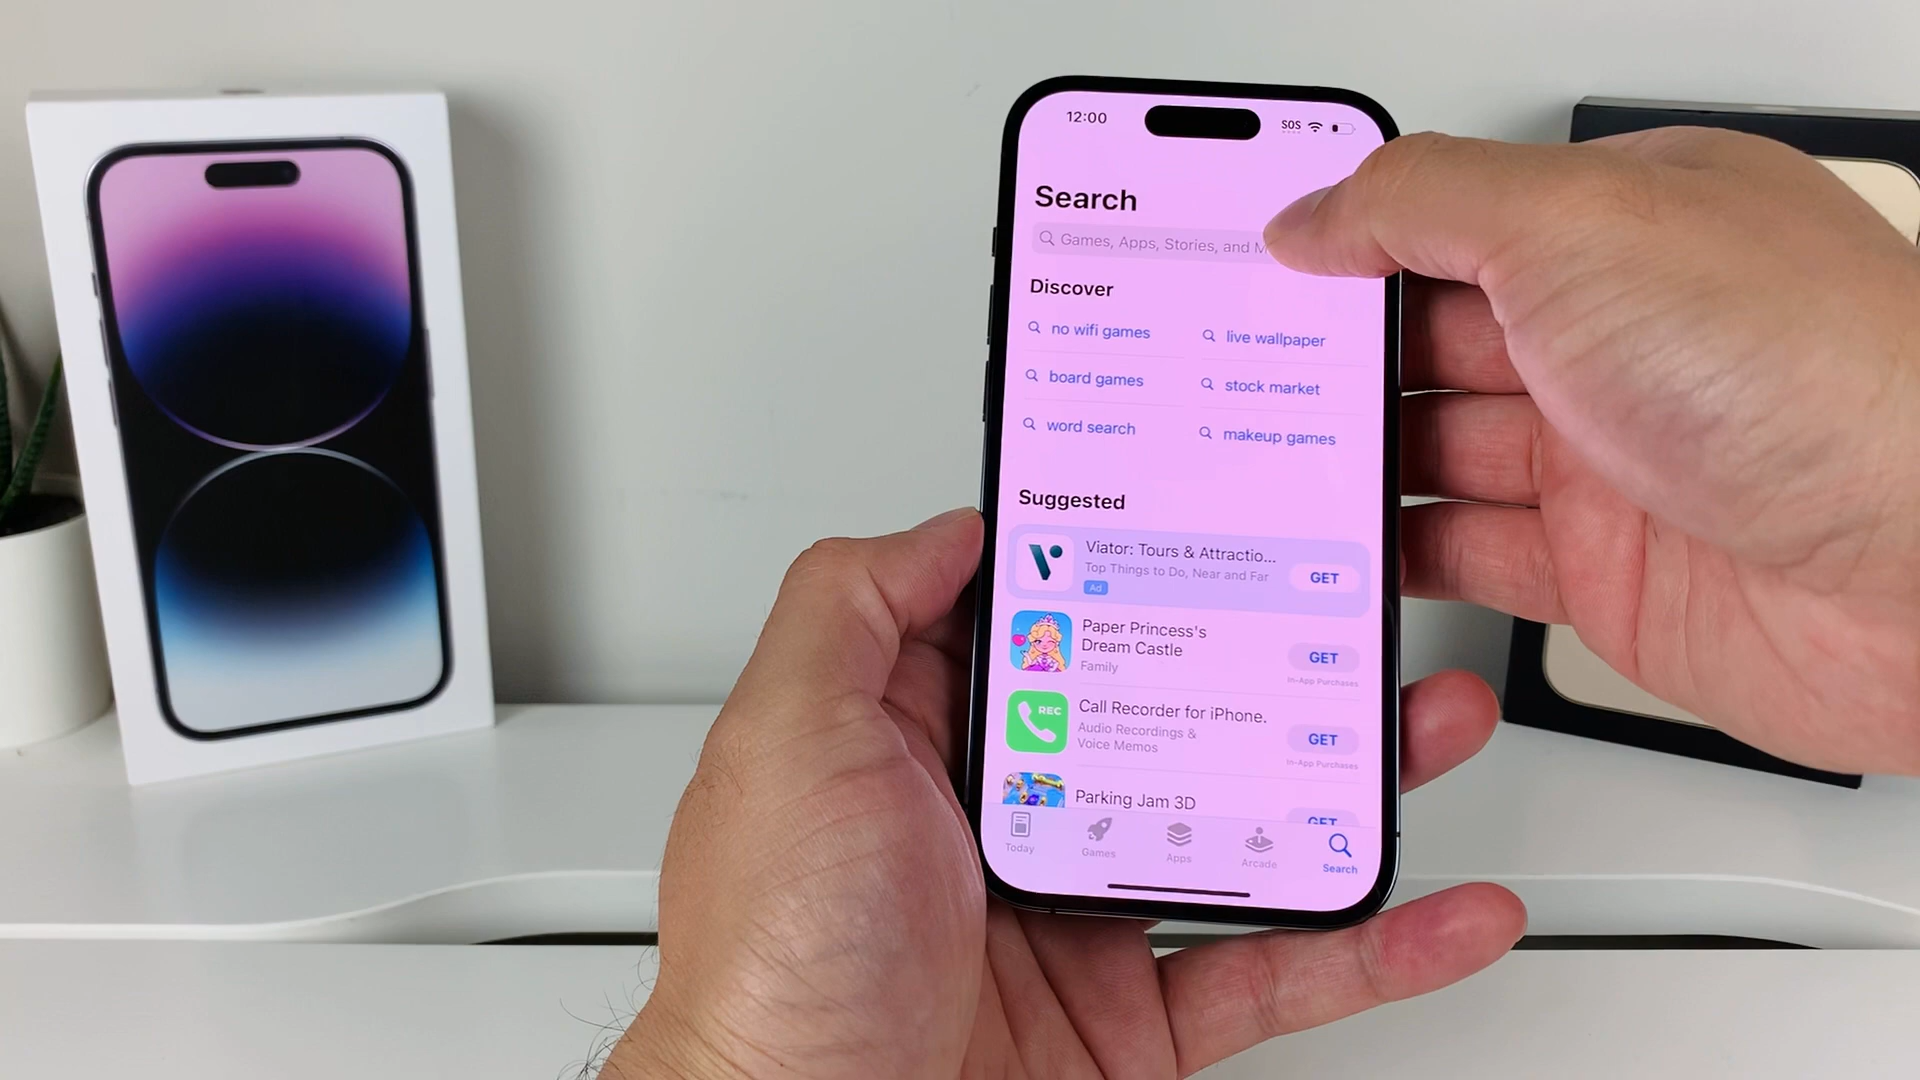 12:00
SOS
Search
Games, Apps, Stories, and M
Discover
no wifi games
live wallpaper
board games
stock market
word search
makeup games
Suggested
Viator: Tours & Attractio...
Top Things to Do, Near and Far
Ad
GET
Paper Princess's
Dream Castle
Family
GET
In-App Purchases
REC
Call Recorder for iPhone.
Audio Recordings &
Voice Memos
GET
In-App Purchases
Parking Jam 3D
GET
Today
Games
Apps
Arcade
Search